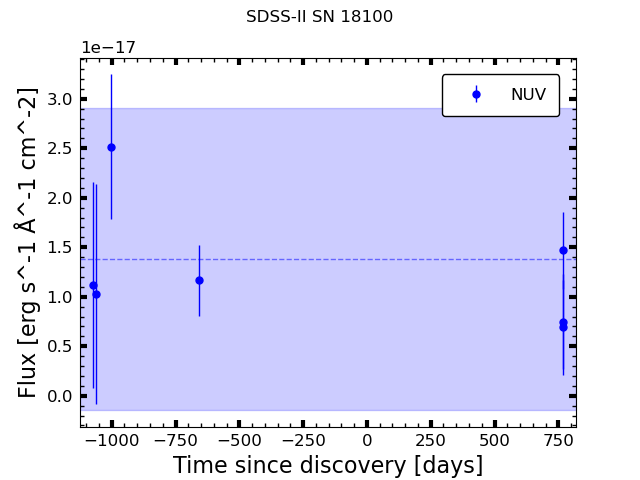 SDSS-II SN 18100
1e−17
NUV
3.0
2.5
2.0
1.5
1.0
0.5
0.0
Flux [erg s^-1 Å^-1 cm^-2]
−1000 −750 −500 −250 0 250 500 750
Time since discovery [days]